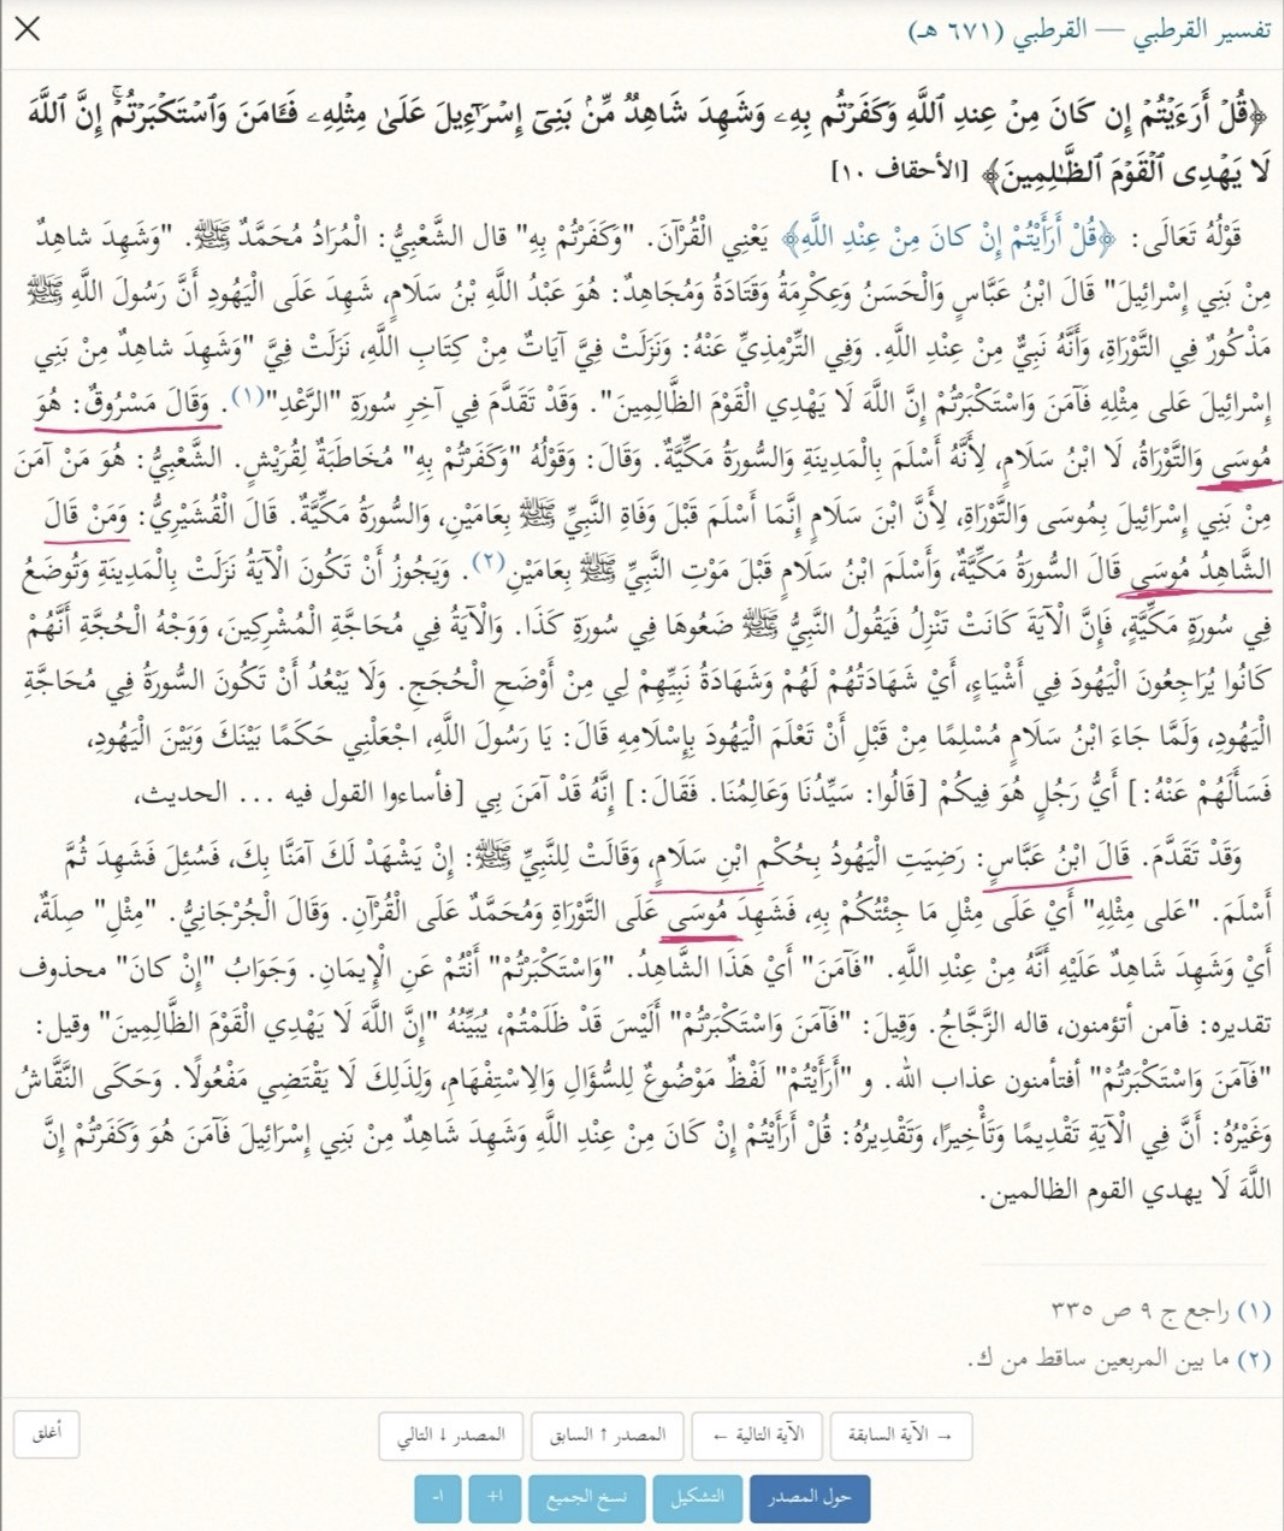 تفسير القرطبي — القرطبي (٦٧١ هـ)
﴿قُلۡ أَرَءَيۡتُمۡ إِن كَانَ مِنۡ عِندِ ٱللَّهِ وَكَفَرۡتُم بِهِۦ وَشَهِدَ شَاهِدࣱ مِّنۢ بَنِیۤ إِسۡرَ ٰۤءِیلَ عَلَىٰ مِثۡلِهِۦ فَـَٔامَنَ وَٱسۡتَكۡبَرۡتُمۡۚ إِنَّ ٱللَّهَ
لَا يَهۡدِی ٱلۡقَوۡمَ ٱلظَّـٰلِمِينَ﴾ [الأحقاف ١٠]
قَوْلُهُ تَعَالَى: ﴿قُلْ أَرَأَيْتُمْ إِنْ كانَ مِنْ عِنْدِ اللَّهِ﴾ يَعْنِي الْقُرْآنَ. "وَكَفَرْتُمْ بِهِ" قال الشَّعْبِيُّ: الْمُرَادُ مُحَمَّدٌ ﷺ. "وَشَهِدَ شاهِدٌ
مِنْ بَنِي إِسْرائِيلَ" قَالَ ابْنُ عَبَّاسٍ وَالْحَسَنُ وَعِكْرِمَةُ وَقَتَادَةُ وَمُجَاهِدٌ: هُوَ عَبْدُ اللَّهِ بْنُ سَلَامٍ، شَهِدَ عَلَى الْيَهُودِ أَنَّ رَسُولَ اللَّهِ ﷺ
مَذْكُورٌ فِي التَّوْرَاةِ، وَأَنَّهُ نَبِيٌّ مِنْ عِنْدِ اللَّهِ. وَفِي التِّرْمِذِيِّ عَنْهُ: وَنَزَلَتْ فِيَّ آيَاتٌ مِنْ كِتَابِ اللَّهِ، نَزَلَتْ فِيَّ "وَشَهِدَ شاهِدٌ مِنْ بَنِي
إِسْرائِيلَ عَلى مِثْلِهِ فَآمَنَ وَاسْتَكْبَرْتُمْ إِنَّ اللَّهَ لَا يَهْدِي الْقَوْمَ الظَّالِمِينَ". وَقَدْ تَقَدَّمَ فِي آخِرِ سُورَةِ "الرَّعْدِ"(١). وَقَالَ مَسْرُوقٌ: هُوَ
مُوسَى وَالتَّوْرَاةُ، لَا ابْنُ سَلَامٍ، لِأَنَّهُ أَسْلَمَ بِالْمَدِينَةِ وَالسُّورَةُ مَكِّيَّةٌ. وَقَالَ: وَقَوْلُهُ "وَكَفَرْتُمْ بِهِ" مُخَاطَبَةٌ لِقُرَيْشٍ. الشَّعْبِيُّ: هُوَ مَنْ آمَنَ
مِنْ بَنِي إِسْرَائِيلَ بِمُوسَى وَالتَّوْرَاةِ، لِأَنَّ ابْنَ سَلَامٍ إِنَّمَا أَسْلَمَ قَبْلَ وَفَاةِ النَّبِيِّ ﷺ بِعَامَيْنِ، وَالسُّورَةُ مَكِّيَّةٌ. قَالَ الْقُشَيْرِيُّ: وَمَنْ قَالَ
الشَّاهِدُ مُوسَى قَالَ السُّورَةُ مَكِّيَّةٌ، وَأَسْلَمَ ابْنُ سَلَامٍ قَبْلَ مَوْتِ النَّبِيِّ ﷺ بِعَامَيْنِ(٢). وَيَجُوزُ أَنْ تَكُونَ الْآيَةُ نَزَلَتْ بِالْمَدِينَةِ وَتُوضَعُ
فِي سُورَةٍ مَكِّيَّةٍ، فَإِنَّ الْآيَةَ كَانَتْ تَنْزِلُ فَيَقُولُ النَّبِيُّ ﷺ ضَعُوهَا فِي سُورَةِ كَذَا. وَالْآيَةُ فِي مُحَاجَّةِ الْمُشْرِكِينَ، وَوَجْهُ الْحُجَّةِ أَنَّهُمْ
كَانُوا يُرَاجِعُونَ الْيَهُودَ فِي أَشْيَاءٍ، أَيْ شَهَادَتُهُمْ لَهُمْ وَشَهَادَةُ نَبِيِّهِمْ لِي مِنْ أَوْضَحِ الْحُجَجِ. وَلَا يَبْعُدُ أَنْ تَكُونَ السُّورَةُ فِي مُحَاجَّةِ
الْيَهُودِ، وَلَمَّا جَاءَ ابْنُ سَلَامٍ مُسْلِمًا مِنْ قَبْلِ أَنْ تَعْلَمَ الْيَهُودَ بِإِسْلَامِهِ قَالَ: يَا رَسُولَ اللَّهِ، اجْعَلْنِي حَكَمًا بَيْنَكَ وَبَيْنَ الْيَهُودِ،
فَسَأَلَهُمْ عَنْهُ: [أَيُّ رَجُلٍ هُوَ فِيكُمْ [قَالُوا: سَيِّدُنَا وَعَالِمُنَا. فَقَالَ:] إِنَّهُ قَدْ آمَنَ بِي [فأساءوا القول فيه ... الحديث،
وَقَدْ تَقَدَّمَ. قَالَ ابْنُ عَبَّاسٍ: رَضِيَتِ الْيَهُودُ بِحُكْمِ ابْنِ سَلَامٍ، وَقَالَتْ لِلنَّبِيِّ ﷺ: إِنْ يَشْهَدْ لَكَ آمَنَّا بِكَ، فَسُئِلَ فَشَهِدَ ثُمَّ
أَسْلَمَ. "عَلى مِثْلِهِ" أَيْ عَلَى مِثْلِ مَا جِئْتُكُمْ بِهِ، فَشَهِدَ مُوسَى عَلَى التَّوْرَاةِ وَمُحَمَّدٌ عَلَى الْقُرْآنِ. وَقَالَ الْجُرْجَانِيُّ. "مِثْلِ" صِلَةٌ،
أَيْ وَشَهِدَ شَاهِدٌ عَلَيْهِ أَنَّهُ مِنْ عِنْدِ اللَّهِ. "فَآمَنَ" أَيْ هَذَا الشَّاهِدُ. "وَاسْتَكْبَرْتُمْ" أَنْتُمْ عَنِ الْإِيمَانِ. وَجَوَابُ "إِنْ كانَ" محذوف
تقديره: فآمن أتؤمنون، قاله الزَّجَّاجُ. وَقِيلَ: "فَآمَنَ وَاسْتَكْبَرْتُمْ" أَلَيْسَ قَدْ ظَلَمْتُمْ، يُبَيِّنُهُ "إِنَّ اللَّهَ لَا يَهْدِي الْقَوْمَ الظَّالِمِينَ" وقيل:
"فَآمَنَ وَاسْتَكْبَرْتُمْ" أفتأمنون عذاب الله. و "أَرَأَيْتُمْ" لَفْظٌ مَوْضُوعٌ لِلسُّؤَالِ وَالِاسْتِفْهَامِ، وَلِذَلِكَ لَا يَقْتَضِي مَفْعُولًا. وَحَكَى النَّقَّاشُ
وَغَيْرُهُ: أَنَّ فِي الْآيَةِ تَقْدِيمًا وَتَأْخِيرًا، وَتَقْدِيرُهُ: قُلْ أَرَأَيْتُمْ إِنْ كَانَ مِنْ عِنْدِ اللَّهِ وَشَهِدَ شَاهِدٌ مِنْ بَنِي إِسْرَائِيلَ فَآمَنَ هُوَ وَكَفَرْتُمْ إِنَّ
اللَّهَ لَا يهدي القوم الظالمين.
(١) راجع ج ٩ ص ٣٣٥
(٢) ما بين المربعين ساقط من ك.
→ الآية السابقة
الآية التالية ←
المصدر ↑ السابق
المصدر ↓ التالي
أغلق
حول المصدر
التشكيل
نسخ الجميع
ا+
ا-